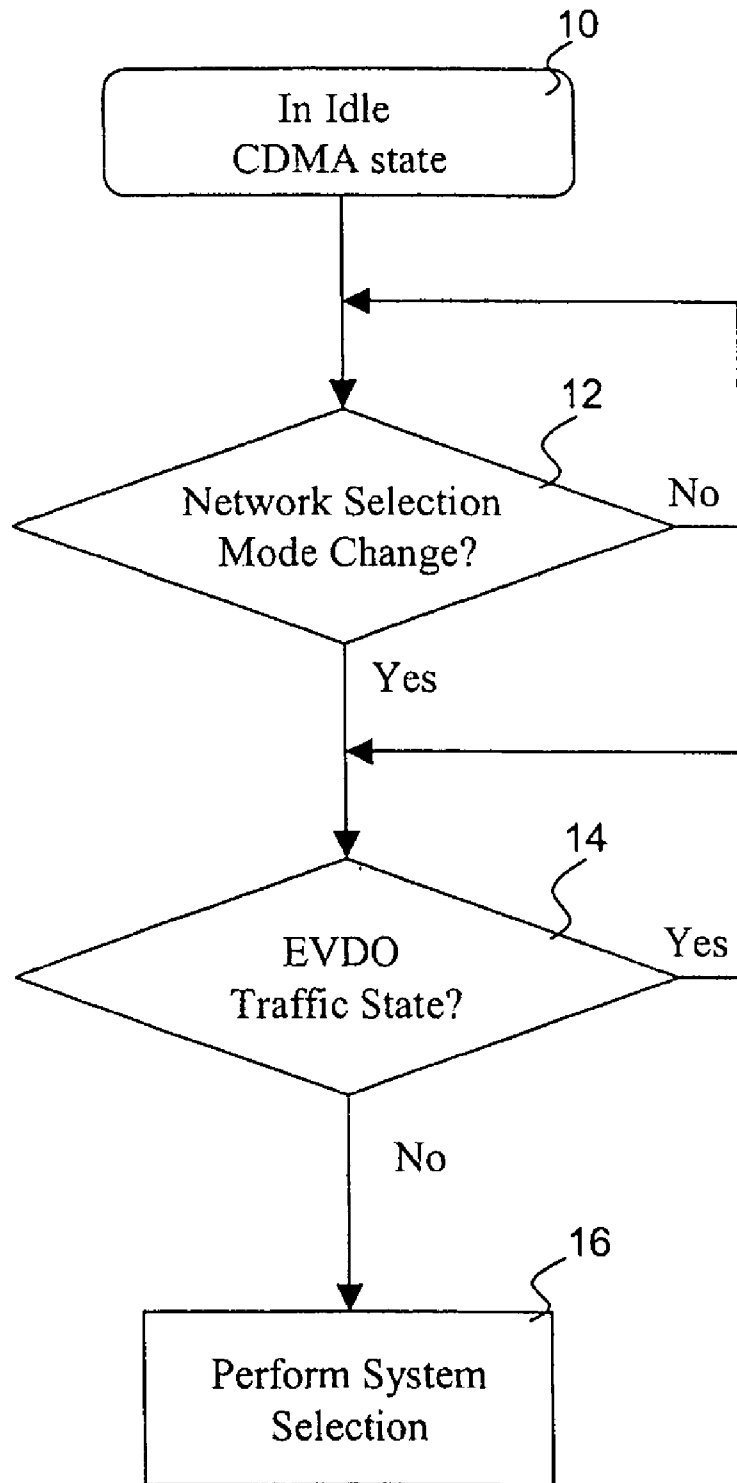 10
In Idle
CDMA state
12
Network Selection
Mode Change?
No
Yes
14
EVDO
Traffic State?
Yes
No
16
Perform System
Selection